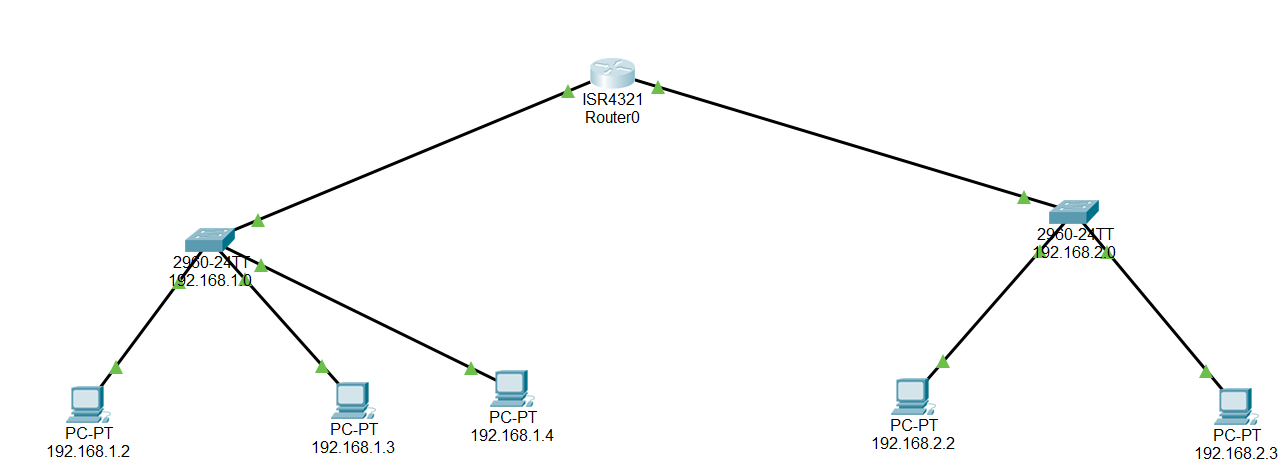 ISR4321
Router0
2960-24TT
192.168.1.0
2960-24TT
192.168.2.0
PC-PT
192.168.1.2
PC-PT
192.168.1.3
PC-PT
192.168.1.4
PC-PT
192.168.2.2
PC-PT
192.168.2.3